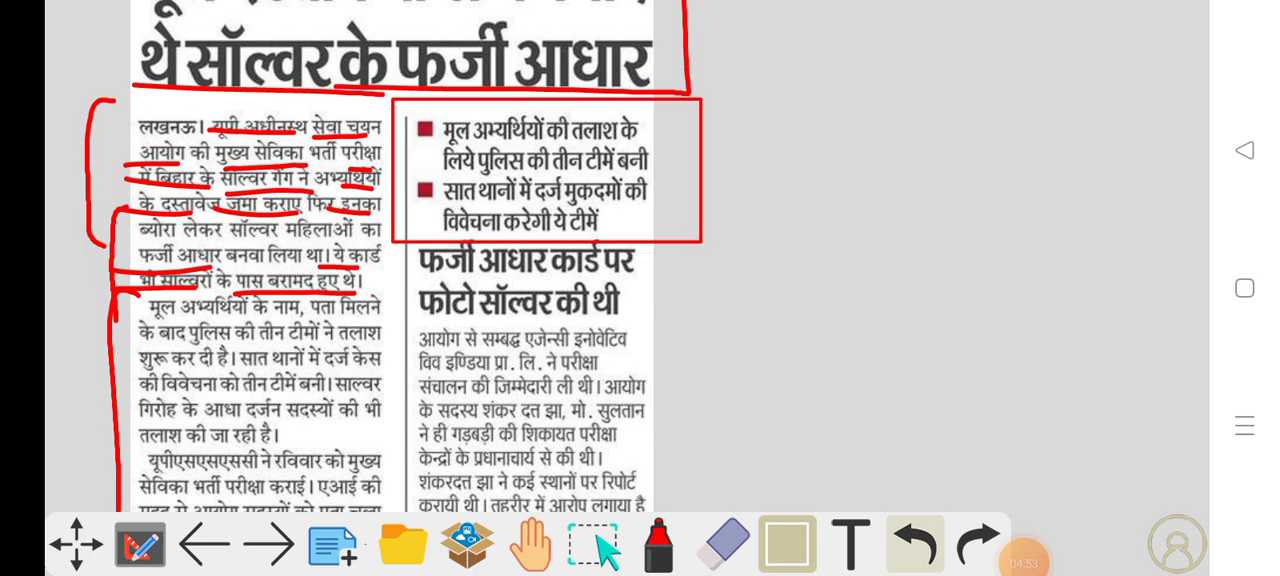 थे सॉल्वर के फर्जी आधार
लखनऊ। यूपी अधीनस्थ सेवा चयन
आयोग की मुख्य सेविका भर्ती परीक्षा
में बिहार के सॉल्वर गैंग ने अभ्यर्थियों
के दस्तावेज जमा कराए फिर इनका
ब्योरा लेकर सॉल्वर महिलाओं का
फर्जी आधार बनवा लिया था। ये कार्ड
भी सॉल्वरों के पास बरामद हुए थे।
मूल अभ्यर्थियों के नाम, पता मिलने
के बाद पुलिस की तीन टीमों ने तलाश
शुरू कर दी है। सात थानों में दर्ज केस
की विवेचना को तीन टीमें बनी। साल्वर
गिरोह के आधा दर्जन सदस्यों की भी
तलाश की जा रही है।
यूपीएसएसएससी ने रविवार को मुख्य
सेविका भर्ती परीक्षा कराई। एआई की
मूल अभ्यर्थियों की तलाश के
लिये पुलिस की तीन टीमें बनी
सात थानों में दर्ज मुकदमों की
विवेचना करेगी ये टीमें
फर्जी आधार कार्ड पर
फोटो सॉल्वर की थी
आयोग से सम्बद्ध एजेन्सी इनोवेटिव
विव इण्डिया प्रा. लि. ने परीक्षा
संचालन की जिम्मेदारी ली थी। आयोग
के सदस्य शंकर दत्त झा, मो. सुलतान
ने ही गड़बड़ी की शिकायत परीक्षा
केन्द्रों के प्रधानाचार्य से की थी।
शंकरदत्त झा ने कई स्थानों पर रिपोर्ट
करायी थी। तहरीर में आरोप लगाया है
T
04:53